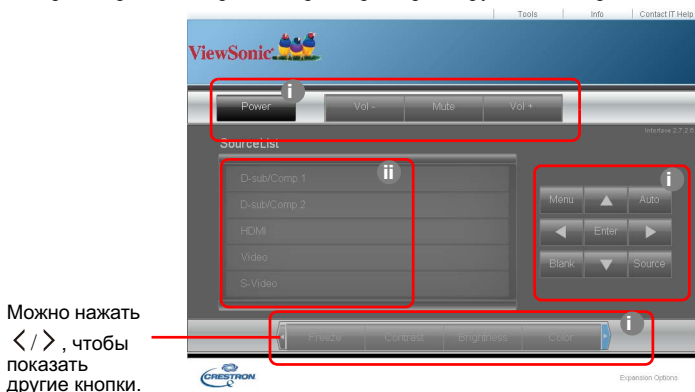 Tools Info Contact IT Help
ViewSonic
i
Power Vol - Mute Vol +
Interface 2.7.2.6
SourceList
ii
i
D-sub/Comp.1
D-sub/Comp.2
HDMI
Video
S-Video
Menu Auto
Enter
Blank Source
i
Freeze Contrast Brightness Color
Можно нажать
</>, чтобы
показать
другие кнопки.
CRESTRON
Expansion Options